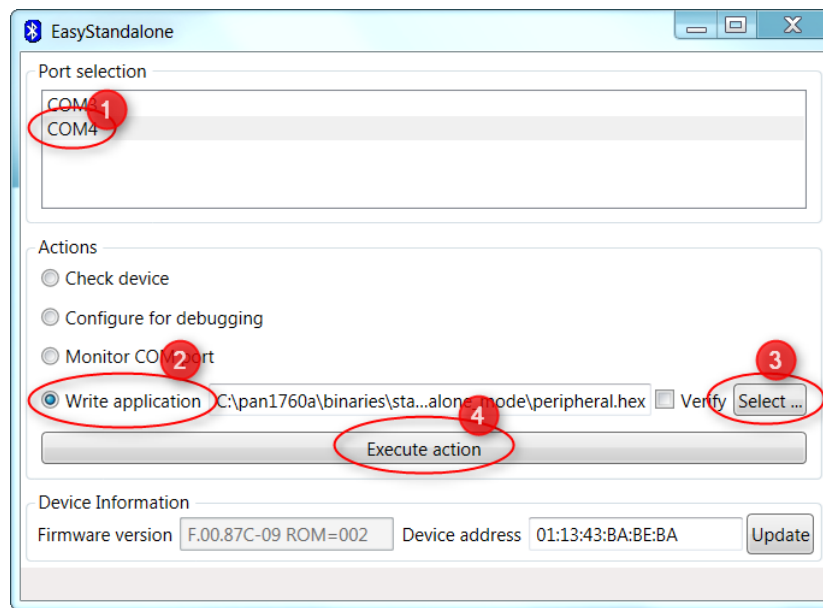 EasyStandalone
Port selection
COM3
1
COM4
Actions
Check device
Configure for debugging
Monitor COM port
2
3
Write application C:\pan1760a\binaries\sta...alone_mode\peripheral.hex Verify Select ...
4
Execute action
Device Information
Firmware version F.00.87C-09 ROM=002 Device address 01:13:43:BA:BE:BA Update